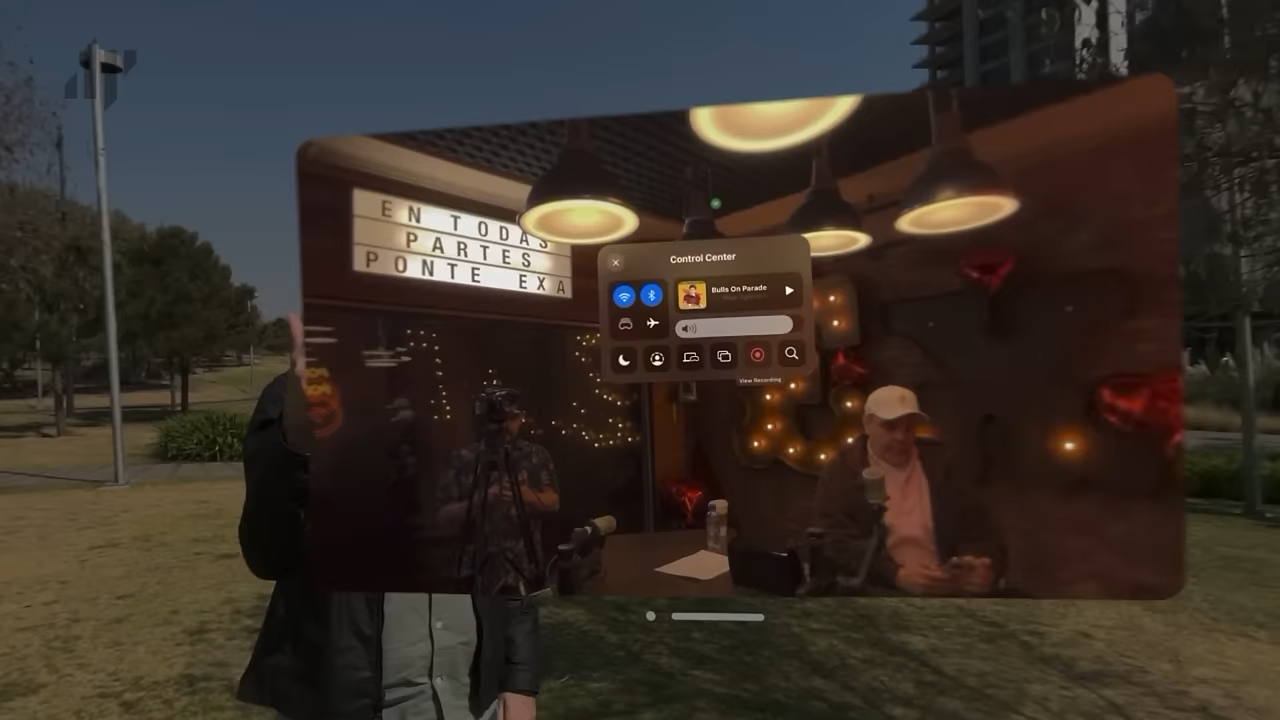 EN TODAS
PARTES
PONTE EXA
Control Center
Bulls On Parade
View Recording